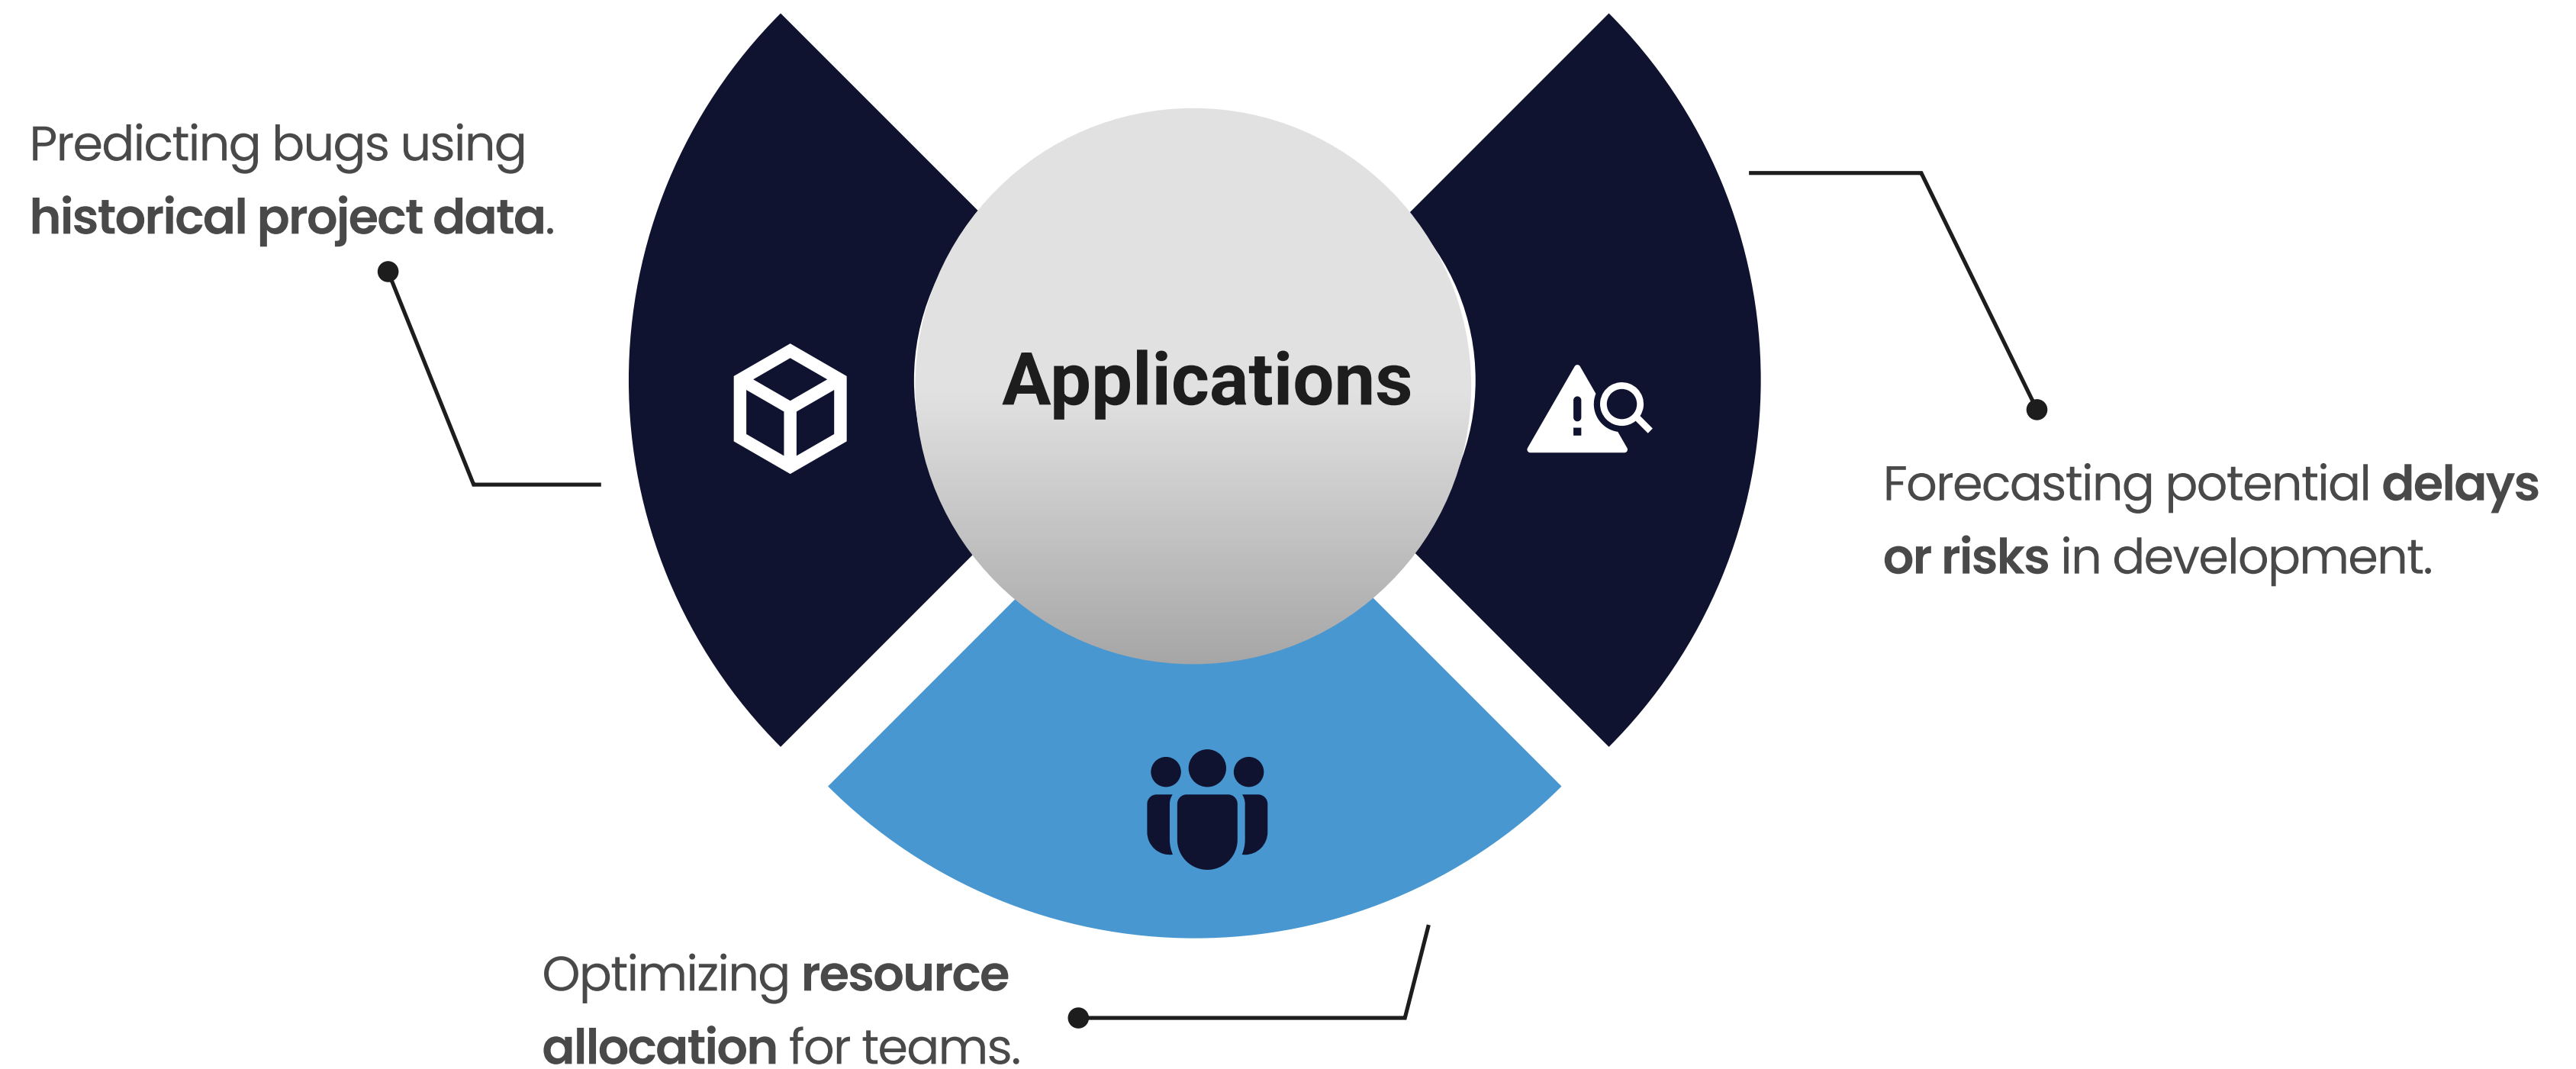 Predicting bugs using
historical project data.
Applications
Forecasting potential delays
or risks in development.
Optimizing resource
allocation for teams.